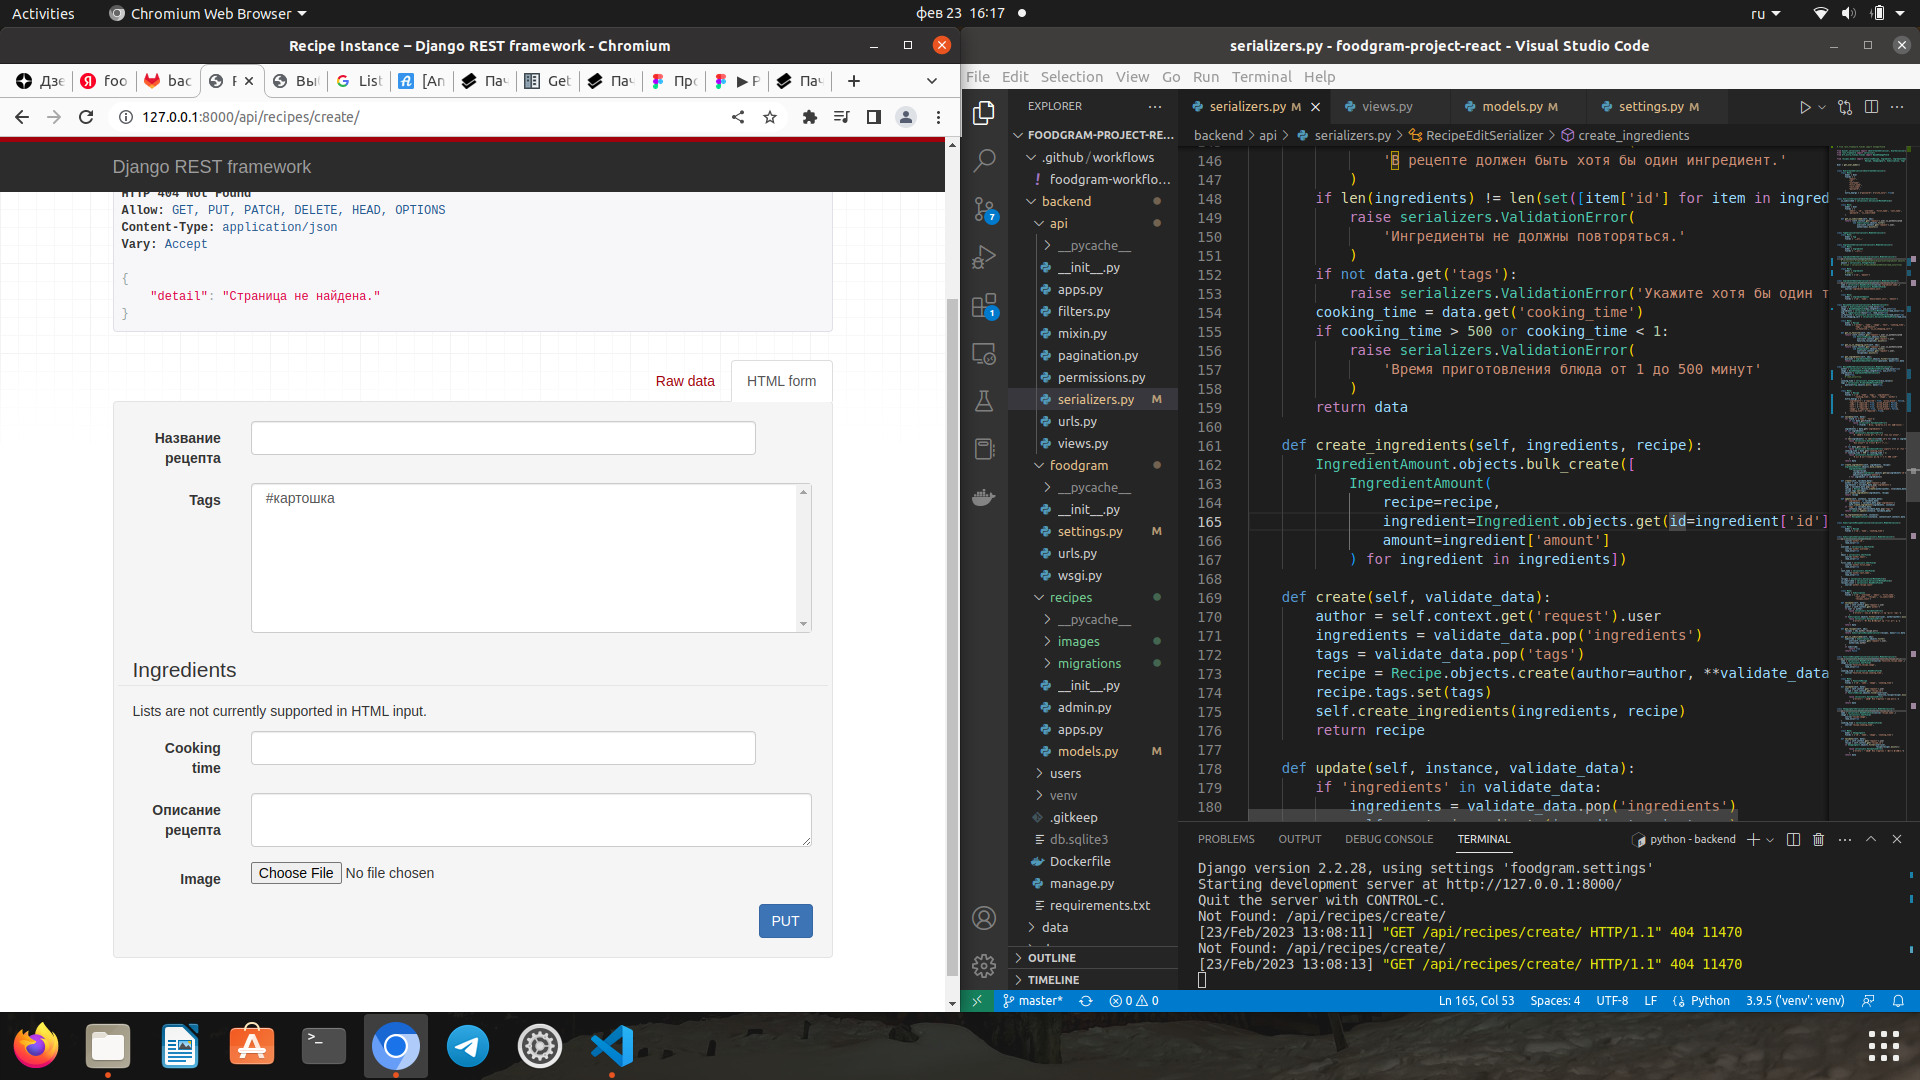 Activities
Chromium Web Browser
фев 23 16:17
ru
Recipe Instance – Django REST framework - Chromium
Дзе
foo
bac
Вы
List
[An
Пач
Get
Пач
Прс
▶ P
Пач
127.0.0.1:8000/api/recipes/create/
Django REST framework
HTTP 404 Not Found
Allow: GET, PUT, PATCH, DELETE, HEAD, OPTIONS
Content-Type: application/json
Vary: Accept
{
"detail": "Страница не найдена."
}
Raw data
HTML form
Название рецепта
Tags
#картошка
Ingredients
Lists are not currently supported in HTML input.
Cooking time
Описание рецепта
Image
Choose File No file chosen
PUT
serializers.py - foodgram-project-react - Visual Studio Code
File Edit Selection View Go Run Terminal Help
EXPLORER
FOODGRAM-PROJECT-RE...
.github/workflows
! foodgram-workflo...
backend
api
__pycache__
__init__.py
apps.py
filters.py
mixin.py
pagination.py
permissions.py
serializers.py M
urls.py
views.py
foodgram
__pycache__
__init__.py
settings.py M
urls.py
wsgi.py
recipes
__pycache__
images
migrations
__init__.py
admin.py
apps.py
models.py M
users
venv
.gitkeep
db.sqlite3
Dockerfile
manage.py
requirements.txt
data
OUTLINE
TIMELINE
7
1
serializers.py M
views.py
models.py M
settings.py M
backend > api > serializers.py > RecipeEditSerializer > create_ingredients
146 'В рецепте должен быть хотя бы один ингредиент.'
147 )
148 if len(ingredients) != len(set([item['id'] for item in ingred
149 raise serializers.ValidationError(
150 'Ингредиенты не должны повторяться.'
151 )
152 if not data.get('tags'):
153 raise serializers.ValidationError('Укажите хотя бы один т
154 cooking_time = data.get('cooking_time')
155 if cooking_time > 500 or cooking_time < 1:
156 raise serializers.ValidationError(
157 'Время приготовления блюда от 1 до 500 минут'
158 )
159 return data
160
161 def create_ingredients(self, ingredients, recipe):
162 IngredientAmount.objects.bulk_create([
163 IngredientAmount(
164 recipe=recipe,
165 ingredient=Ingredient.objects.get(id=ingredient['id']
166 amount=ingredient['amount']
167 ) for ingredient in ingredients])
168
169 def create(self, validate_data):
170 author = self.context.get('request').user
171 ingredients = validate_data.pop('ingredients')
172 tags = validate_data.pop('tags')
173 recipe = Recipe.objects.create(author=author, **validate_data
174 recipe.tags.set(tags)
175 self.create_ingredients(ingredients, recipe)
176 return recipe
177
178 def update(self, instance, validate_data):
179 if 'ingredients' in validate_data:
180 ingredients = validate_data.pop('ingredients')
PROBLEMS OUTPUT DEBUG CONSOLE TERMINAL
python - backend
Django version 2.2.28, using settings 'foodgram.settings'
Starting development server at http://127.0.0.1:8000/
Quit the server with CONTROL-C.
Not Found: /api/recipes/create/
[23/Feb/2023 13:08:11] "GET /api/recipes/create/ HTTP/1.1" 404 11470
Not Found: /api/recipes/create/
[23/Feb/2023 13:08:13] "GET /api/recipes/create/ HTTP/1.1" 404 11470
master*
0 0
Ln 165, Col 53
Spaces: 4
UTF-8
LF
Python
3.9.5 ('venv': venv)